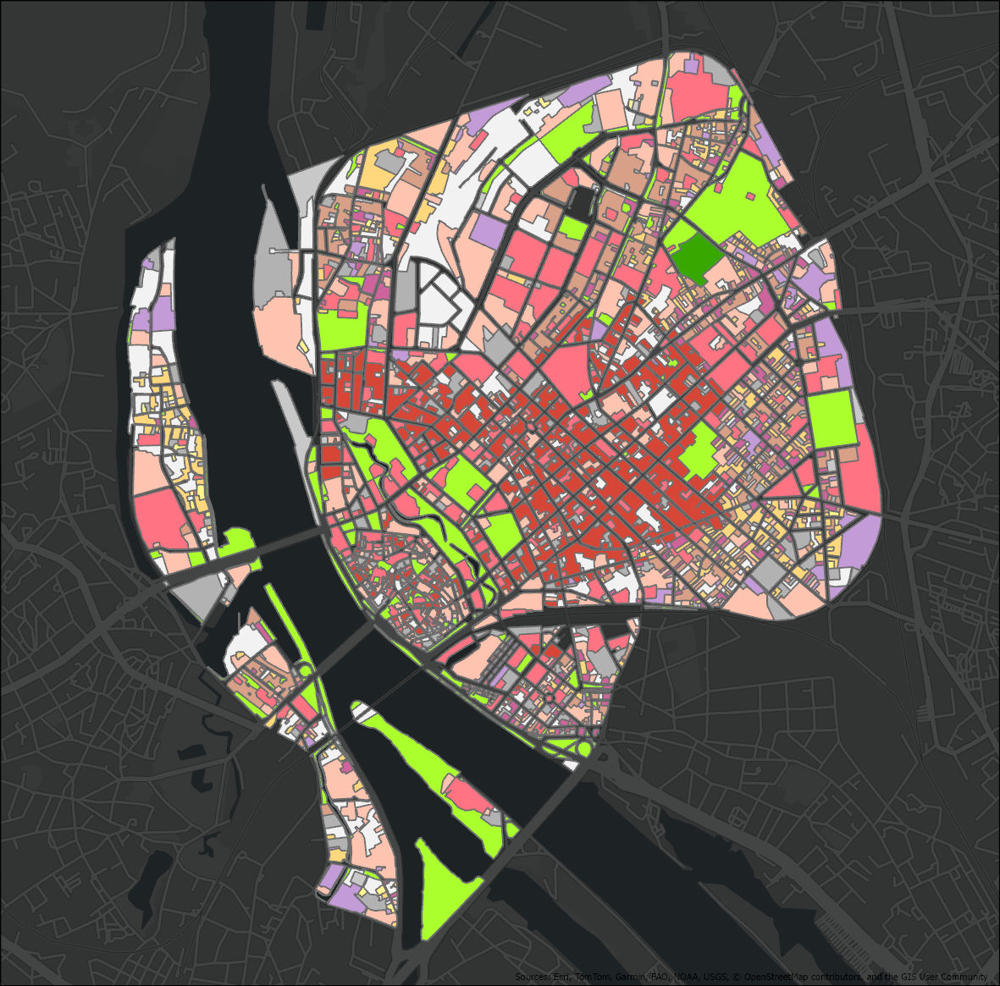 Sources: Esri, TomTom, Garmin, FAO, NOAA, USGS, © OpenStreetMap contributors, and the GIS User Community